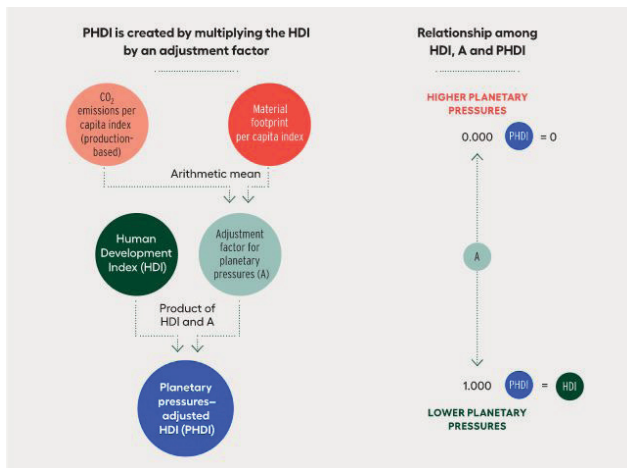 PHDI is created by multiplying the HDI
by an adjustment factor
CO₂
emissions per
capita index
(production-
based)
Material
footprint
per capita index
Arithmetic mean
Human
Development
Index (HDI)
Adjustment
factor for
planetary
pressures (A)
Product of
HDI and A
Planetary
pressures–
adjusted
HDI (PHDI)
Relationship among
HDI, A and PHDI
HIGHER PLANETARY
PRESSURES
0.000 PHDI = 0
A
1.000 PHDI = HDI
LOWER PLANETARY
PRESSURES